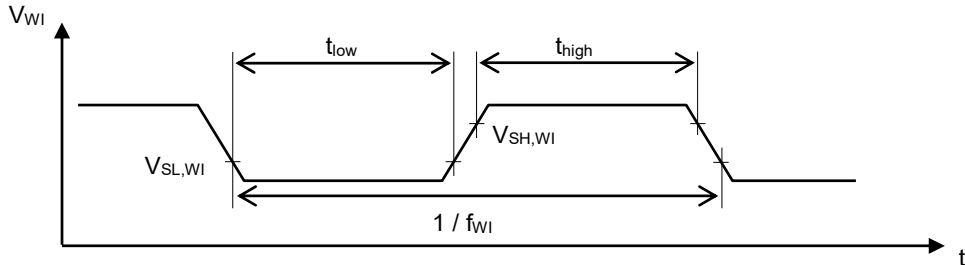 VWI
tlow
thigh
VSH,WI
VSL,WI
1 / fWI
t